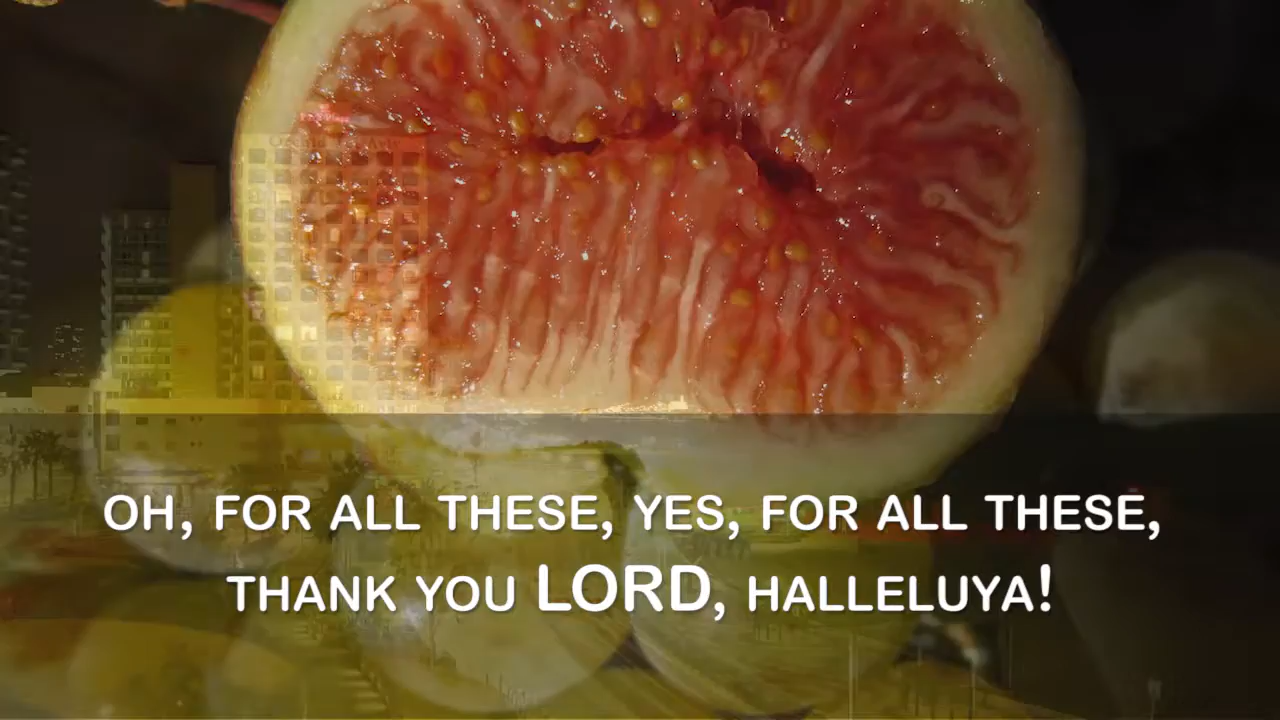 OH, FOR ALL THESE, YES, FOR ALL THESE,
THANK YOU LORD, HALLELUYA!